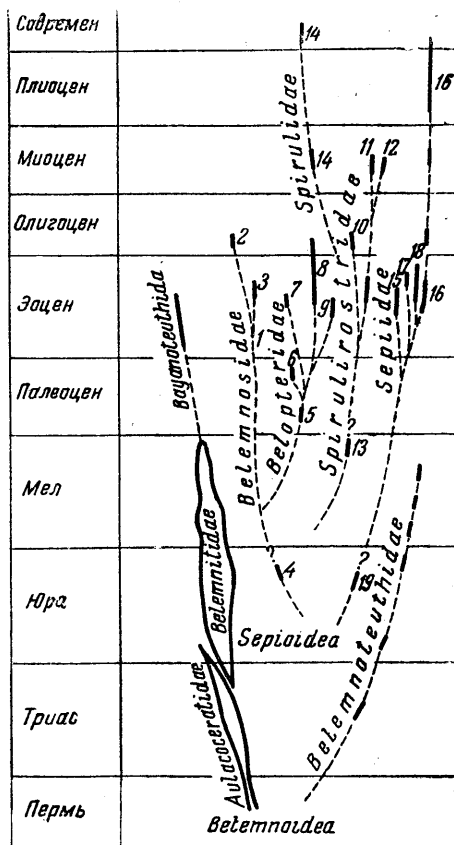 Современ
14
Плиоцен
16
Миоцен
14
11
12
Spirulidae
Олигоцен
2
10
Эоцен
3
7
8
9
15
17
18
16
1
Bayanoteuthida
Belemnosidae
Belopteridae
Spirulirostridae
Sepiidae
Палеоцен
6
5
Мел
?
13
Юра
?
4
?
19
Belemnitidae
Sepioidea
Belemnoteuthidae
Триас
Aulacoceratidae
Пермь
Belemnoidea